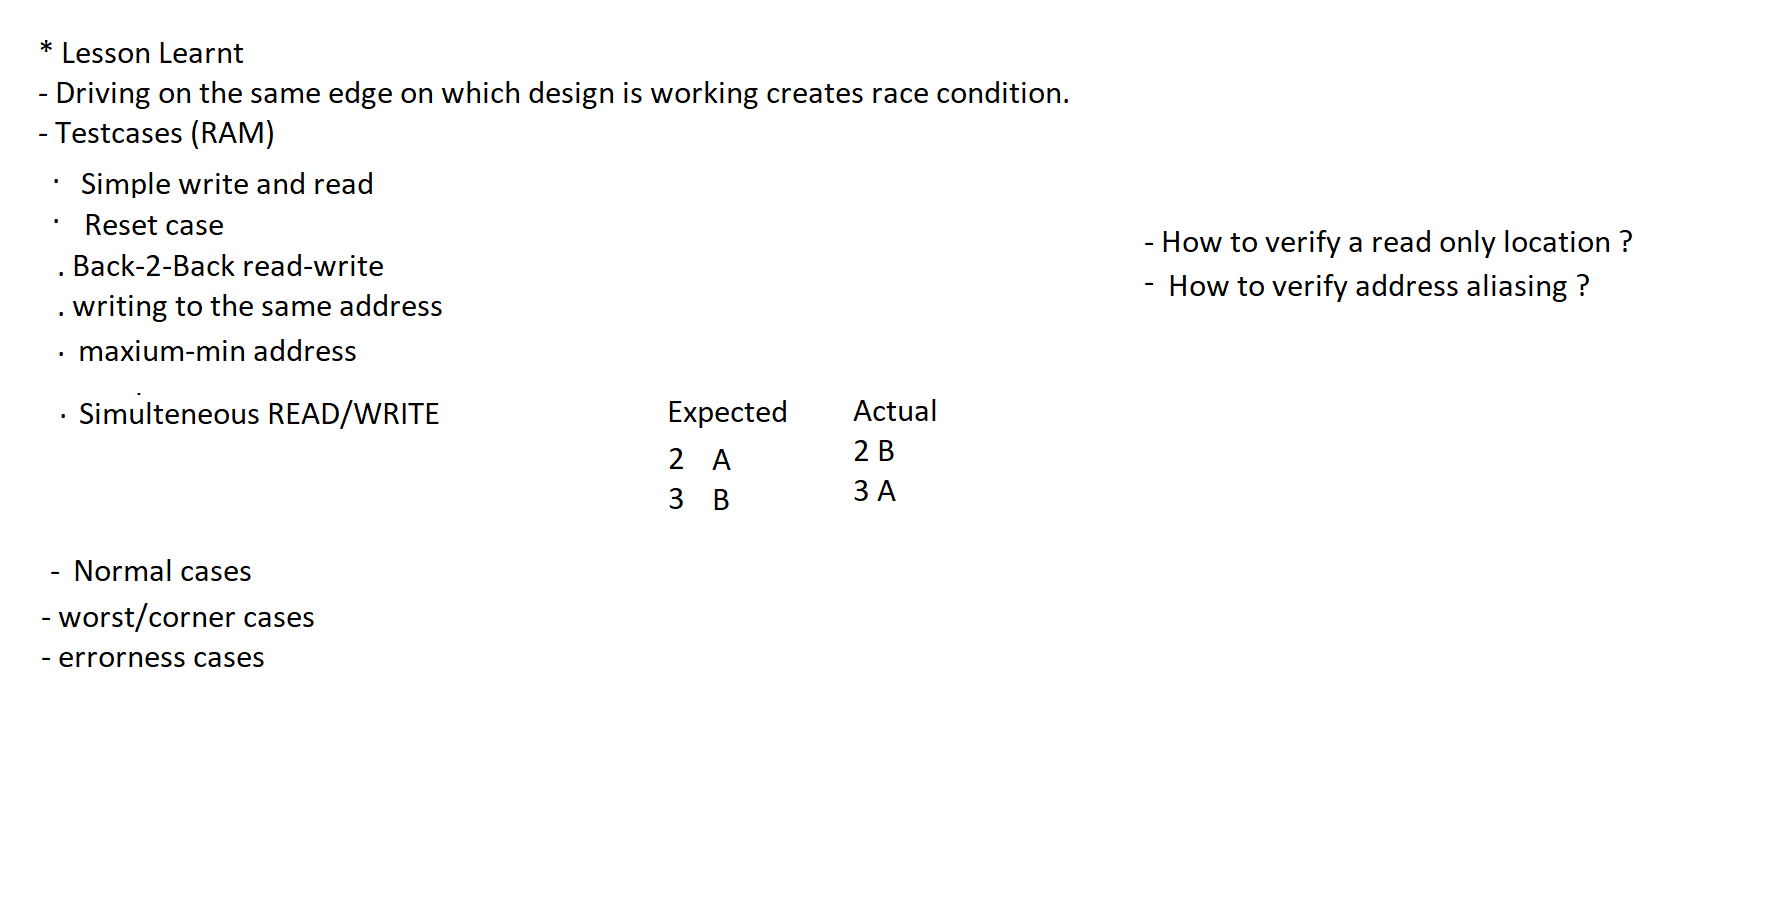 * Lesson Learnt
- Driving on the same edge on which design is working creates race condition.
- Testcases (RAM)
· Simple write and read
· Reset case
. Back-2-Back read-write
. writing to the same address
. maxium-min address
. Simulteneous READ/WRITE
Expected Actual
2 A 2 B
3 B 3 A
- Normal cases
- worst/corner cases
- errorness cases
- How to verify a read only location ?
- How to verify address aliasing ?